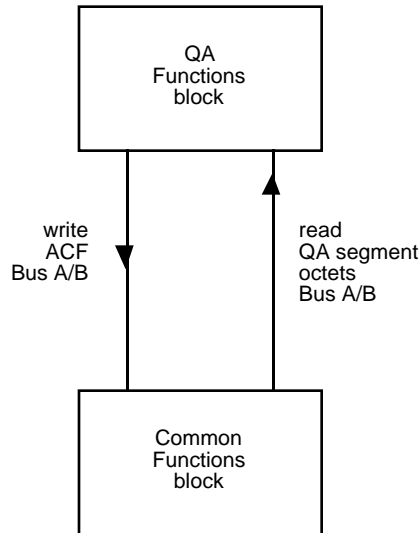 QA
Functions
block
write
ACF
Bus A/B
read
QA segment
octets
Bus A/B
Common
Functions
block